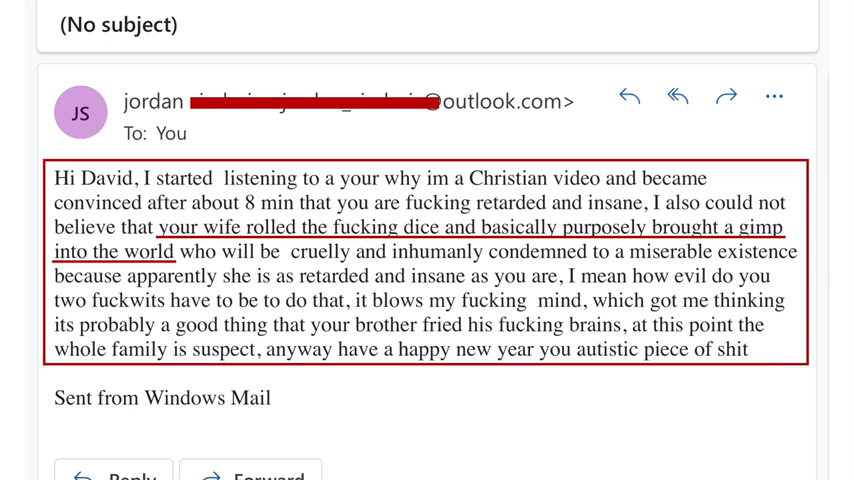 (No subject)
JS
jordan @outlook.com>
To: You
Hi David, I started listening to a your why im a Christian video and became
convinced after about 8 min that you are fucking retarded and insane, I also could not
believe that your wife rolled the fucking dice and basically purposely brought a gimp
into the world who will be cruelly and inhumanly condemned to a miserable existence
because apparently she is as retarded and insane as you are, I mean how evil do you
two fuckwits have to be to do that, it blows my fucking mind, which got me thinking
its probably a good thing that your brother fried his fucking brains, at this point the
whole family is suspect, anyway have a happy new year you autistic piece of shit
Sent from Windows Mail
Reply Forward